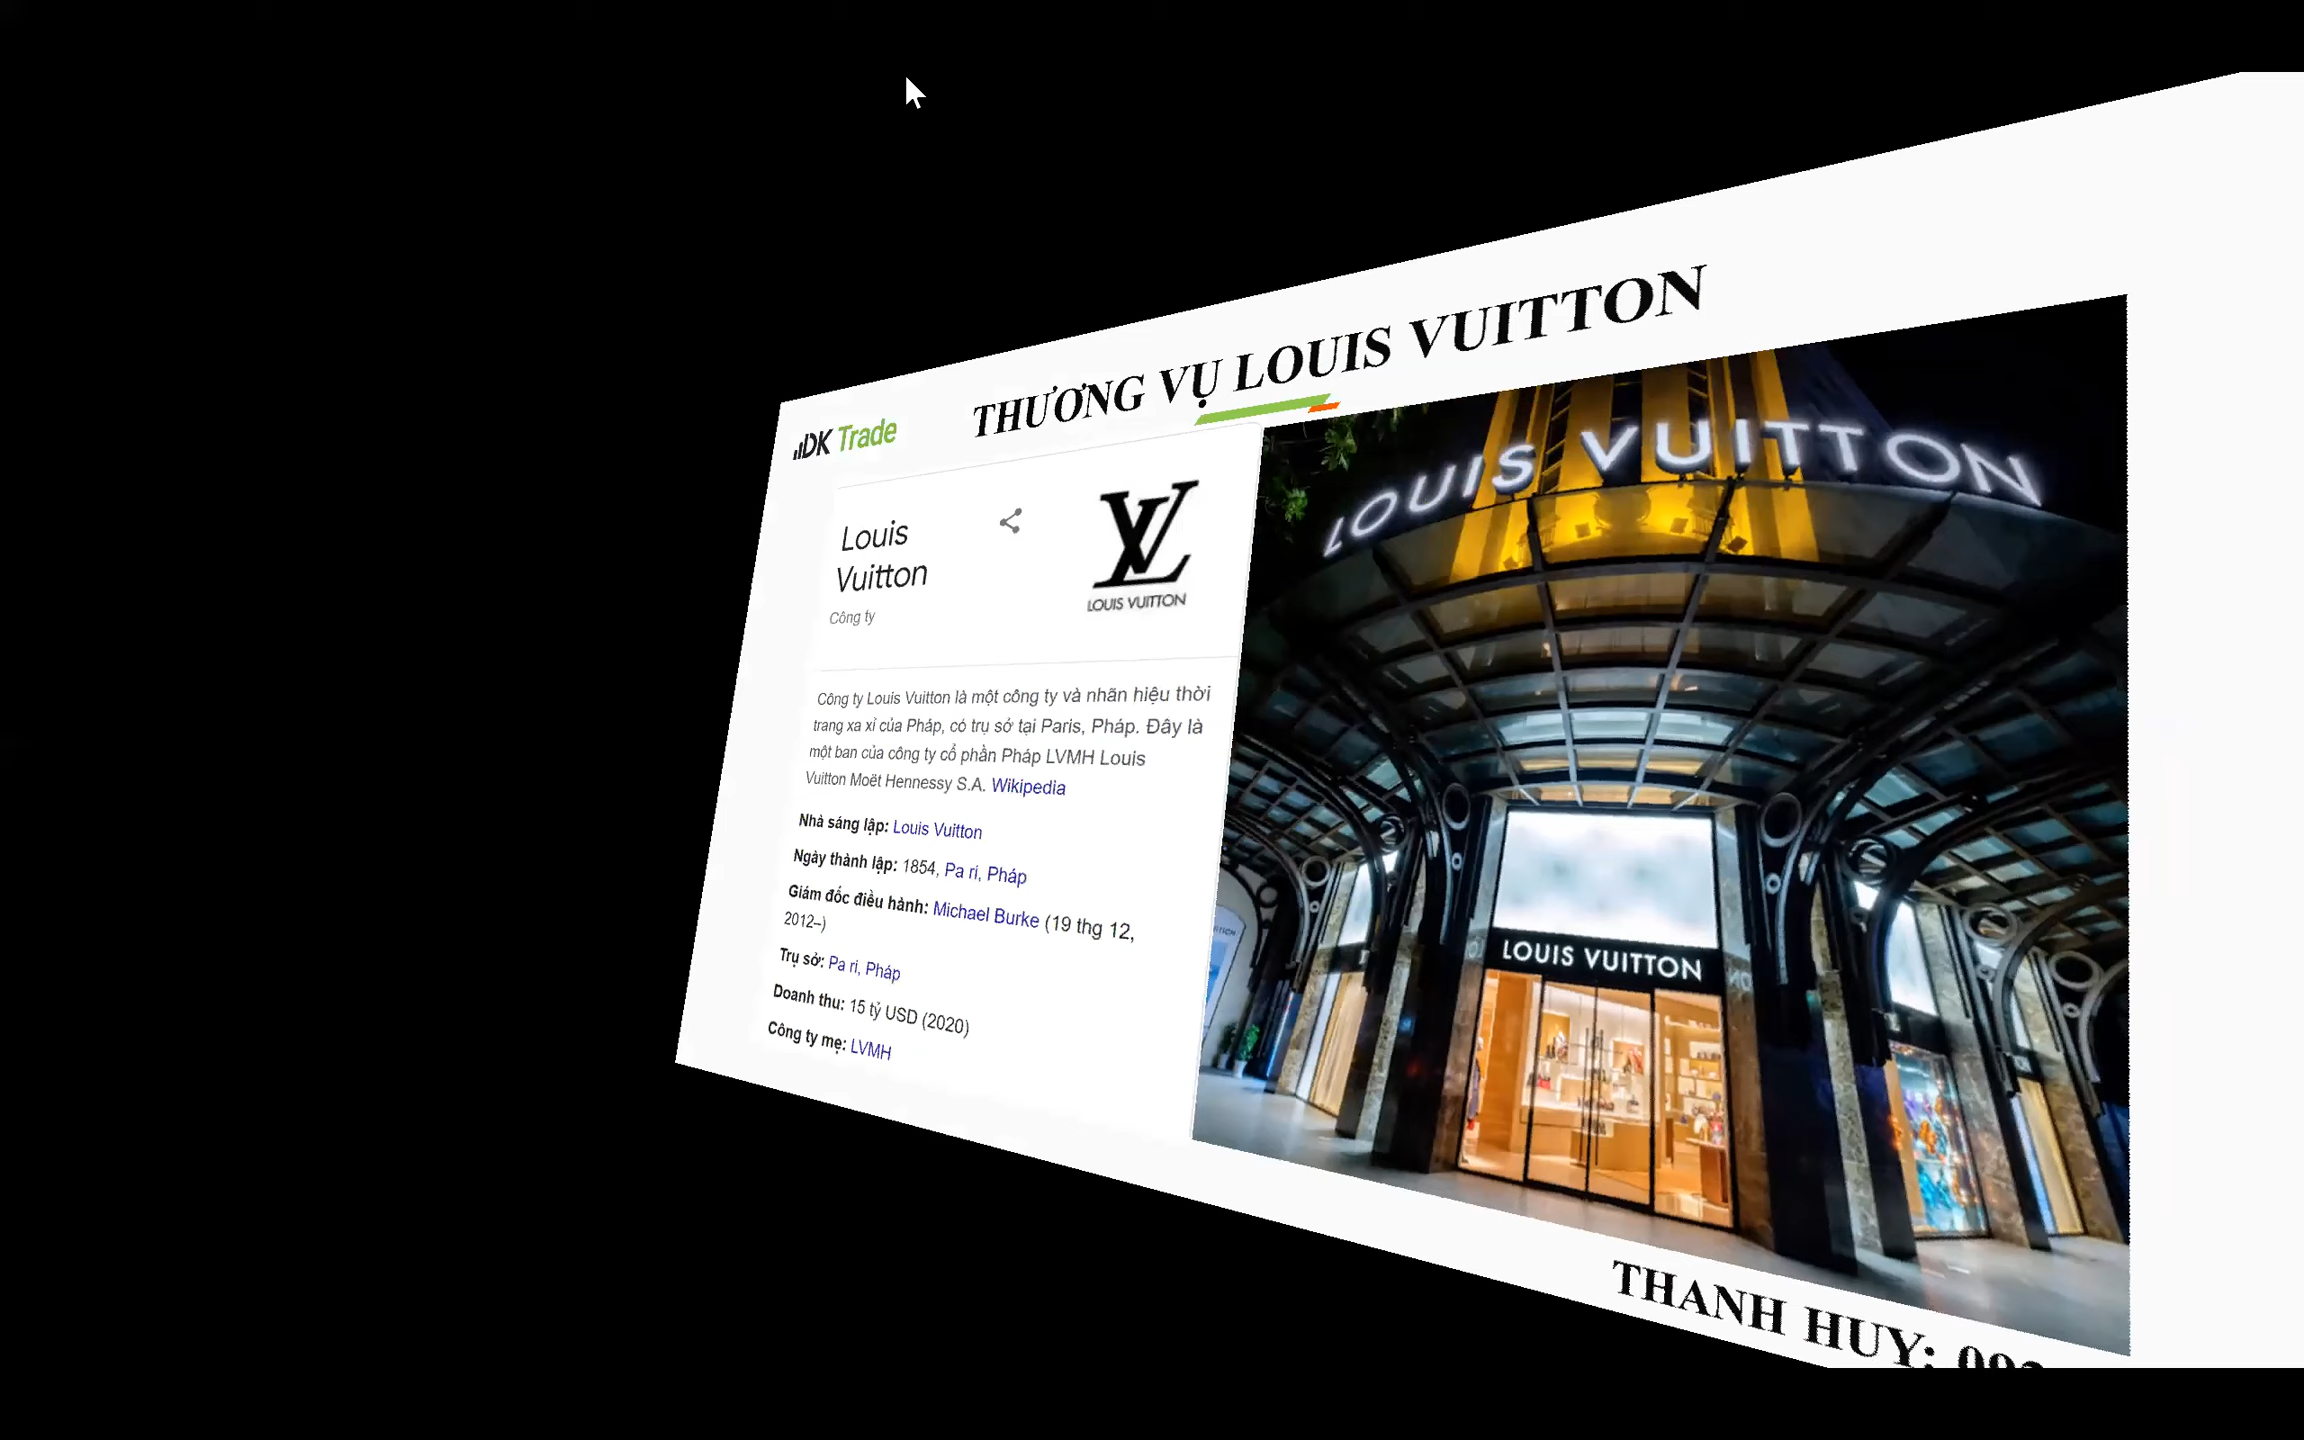 DK Trade
THƯƠNG VỤ LOUIS VUITTON
Louis
Vuitton
Công ty
LOUIS VUITTON
Công ty Louis Vuitton là một công ty và nhãn hiệu thời
trang xa xỉ của Pháp, có trụ sở tại Paris, Pháp. Đây là
một ban của công ty cổ phần Pháp LVMH Louis
Vuitton Moët Hennessy S.A. Wikipedia
Nhà sáng lập: Louis Vuitton
Ngày thành lập: 1854, Pa ri, Pháp
Giám đốc điều hành: Michael Burke (19 thg 12,
2012–)
Trụ sở: Pa ri, Pháp
Doanh thu: 15 tỷ USD (2020)
Công ty mẹ: LVMH
LOUIS VUITTON
LOUIS VUITTON
THANH HUY: